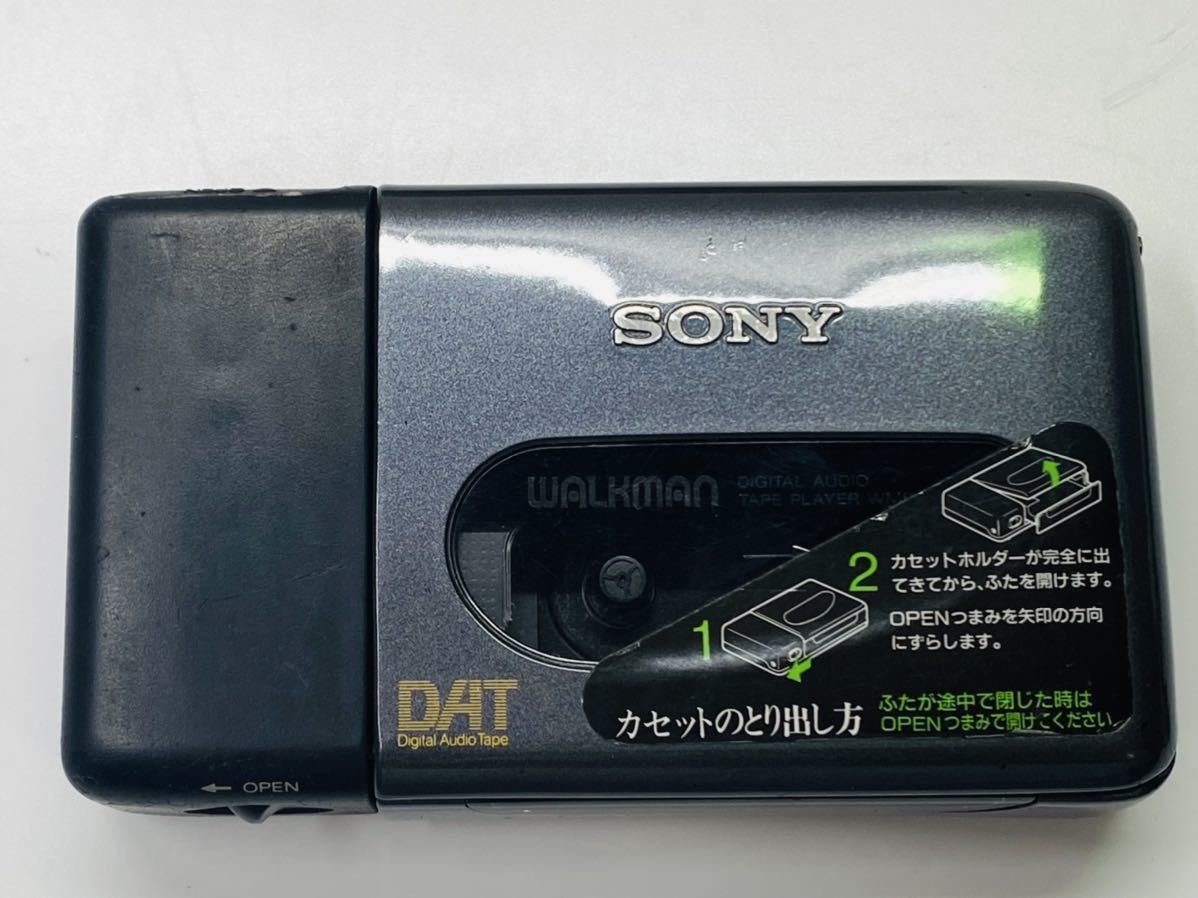 SONY
WALKMAN
DIGITAL AUDIO
TAPE PLAYER
2
カセットホルダーが完全に出
てきてから、ふたを開けます。
OPENつまみを矢印の方向
にずらします。
1
カセットのとり出し方
ふたが途中で閉じた時は
OPENつまみで開けてください
DAT
Digital Audio Tape
← OPEN